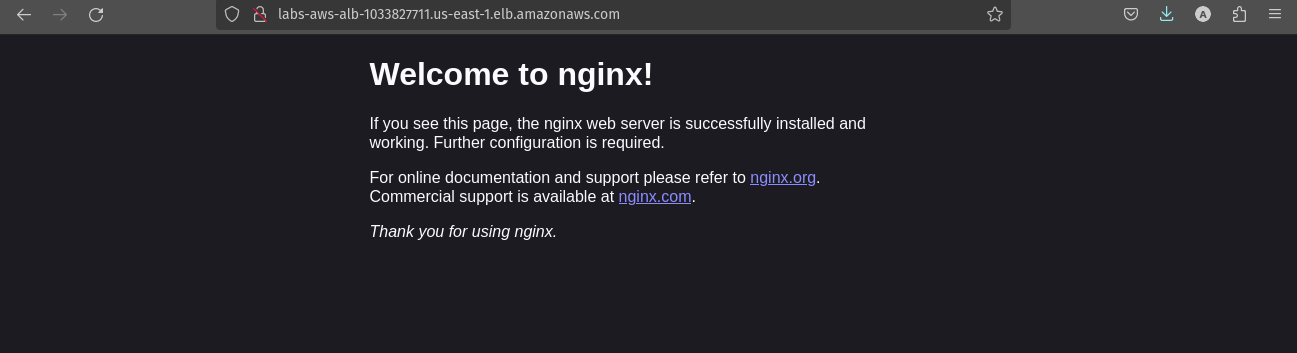 labs-aws-alb-1033827711.us-east-1.elb.amazonaws.com
A
Welcome to nginx!
If you see this page, the nginx web server is successfully installed and
working. Further configuration is required.
For online documentation and support please refer to nginx.org.
Commercial support is available at nginx.com.
Thank you for using nginx.